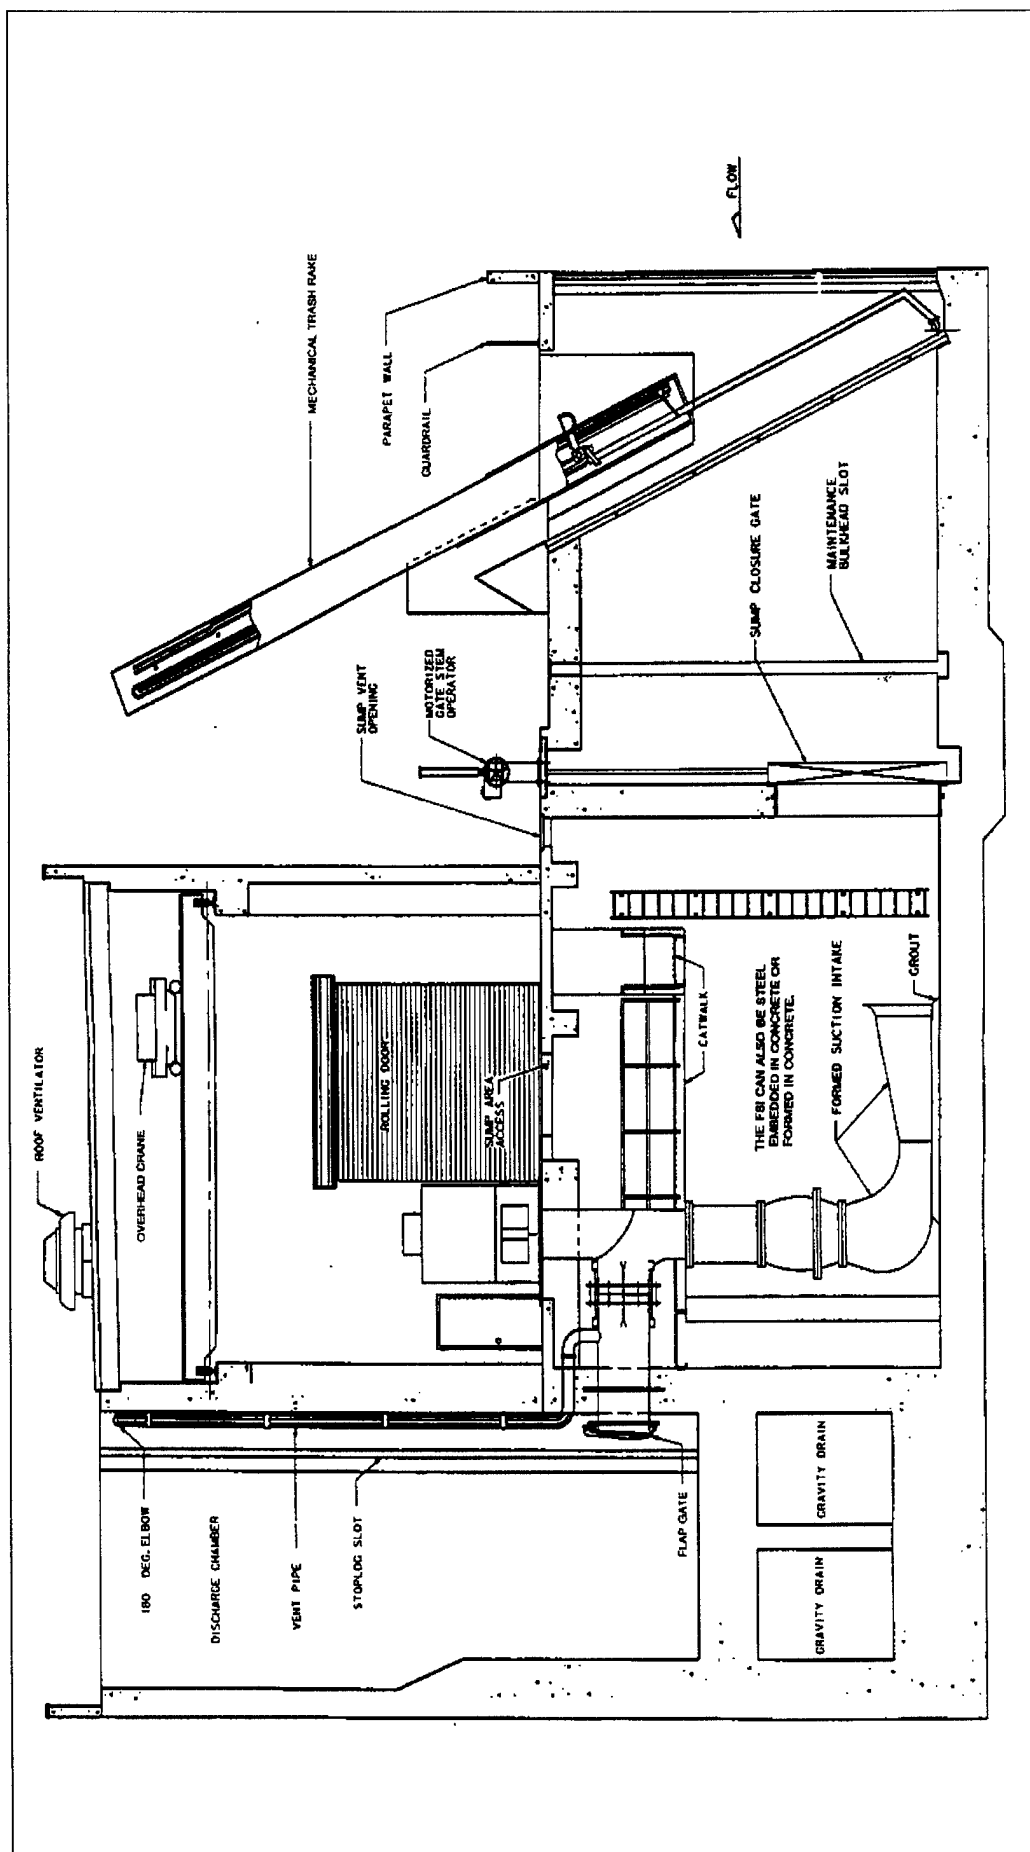 180 DEG. ELBOW
DISCHARGE CHAMBER
VENT PIPE
STOPLOG SLOT
FLAP GATE
GRAVITY DRAIN
GRAVITY DRAIN
ROOF VENTILATOR
OVERHEAD CRANE
ROLLING DOOR
SUMP AREA
ACCESS
CATWALK
THE FSI CAN ALSO BE STEEL
EMBEDDED IN CONCRETE OR
FORMED IN CONCRETE.
FORMED SUCTION INTAKE
GROUT
SUMP VENT
OPENING
MOTORIZED
GATE STEM
OPERATOR
SUMP CLOSURE GATE
MAINTENANCE
BULKHEAD SLOT
MECHANICAL TRASH RAKE
PARAPET WALL
GUARDRAIL
FLOW